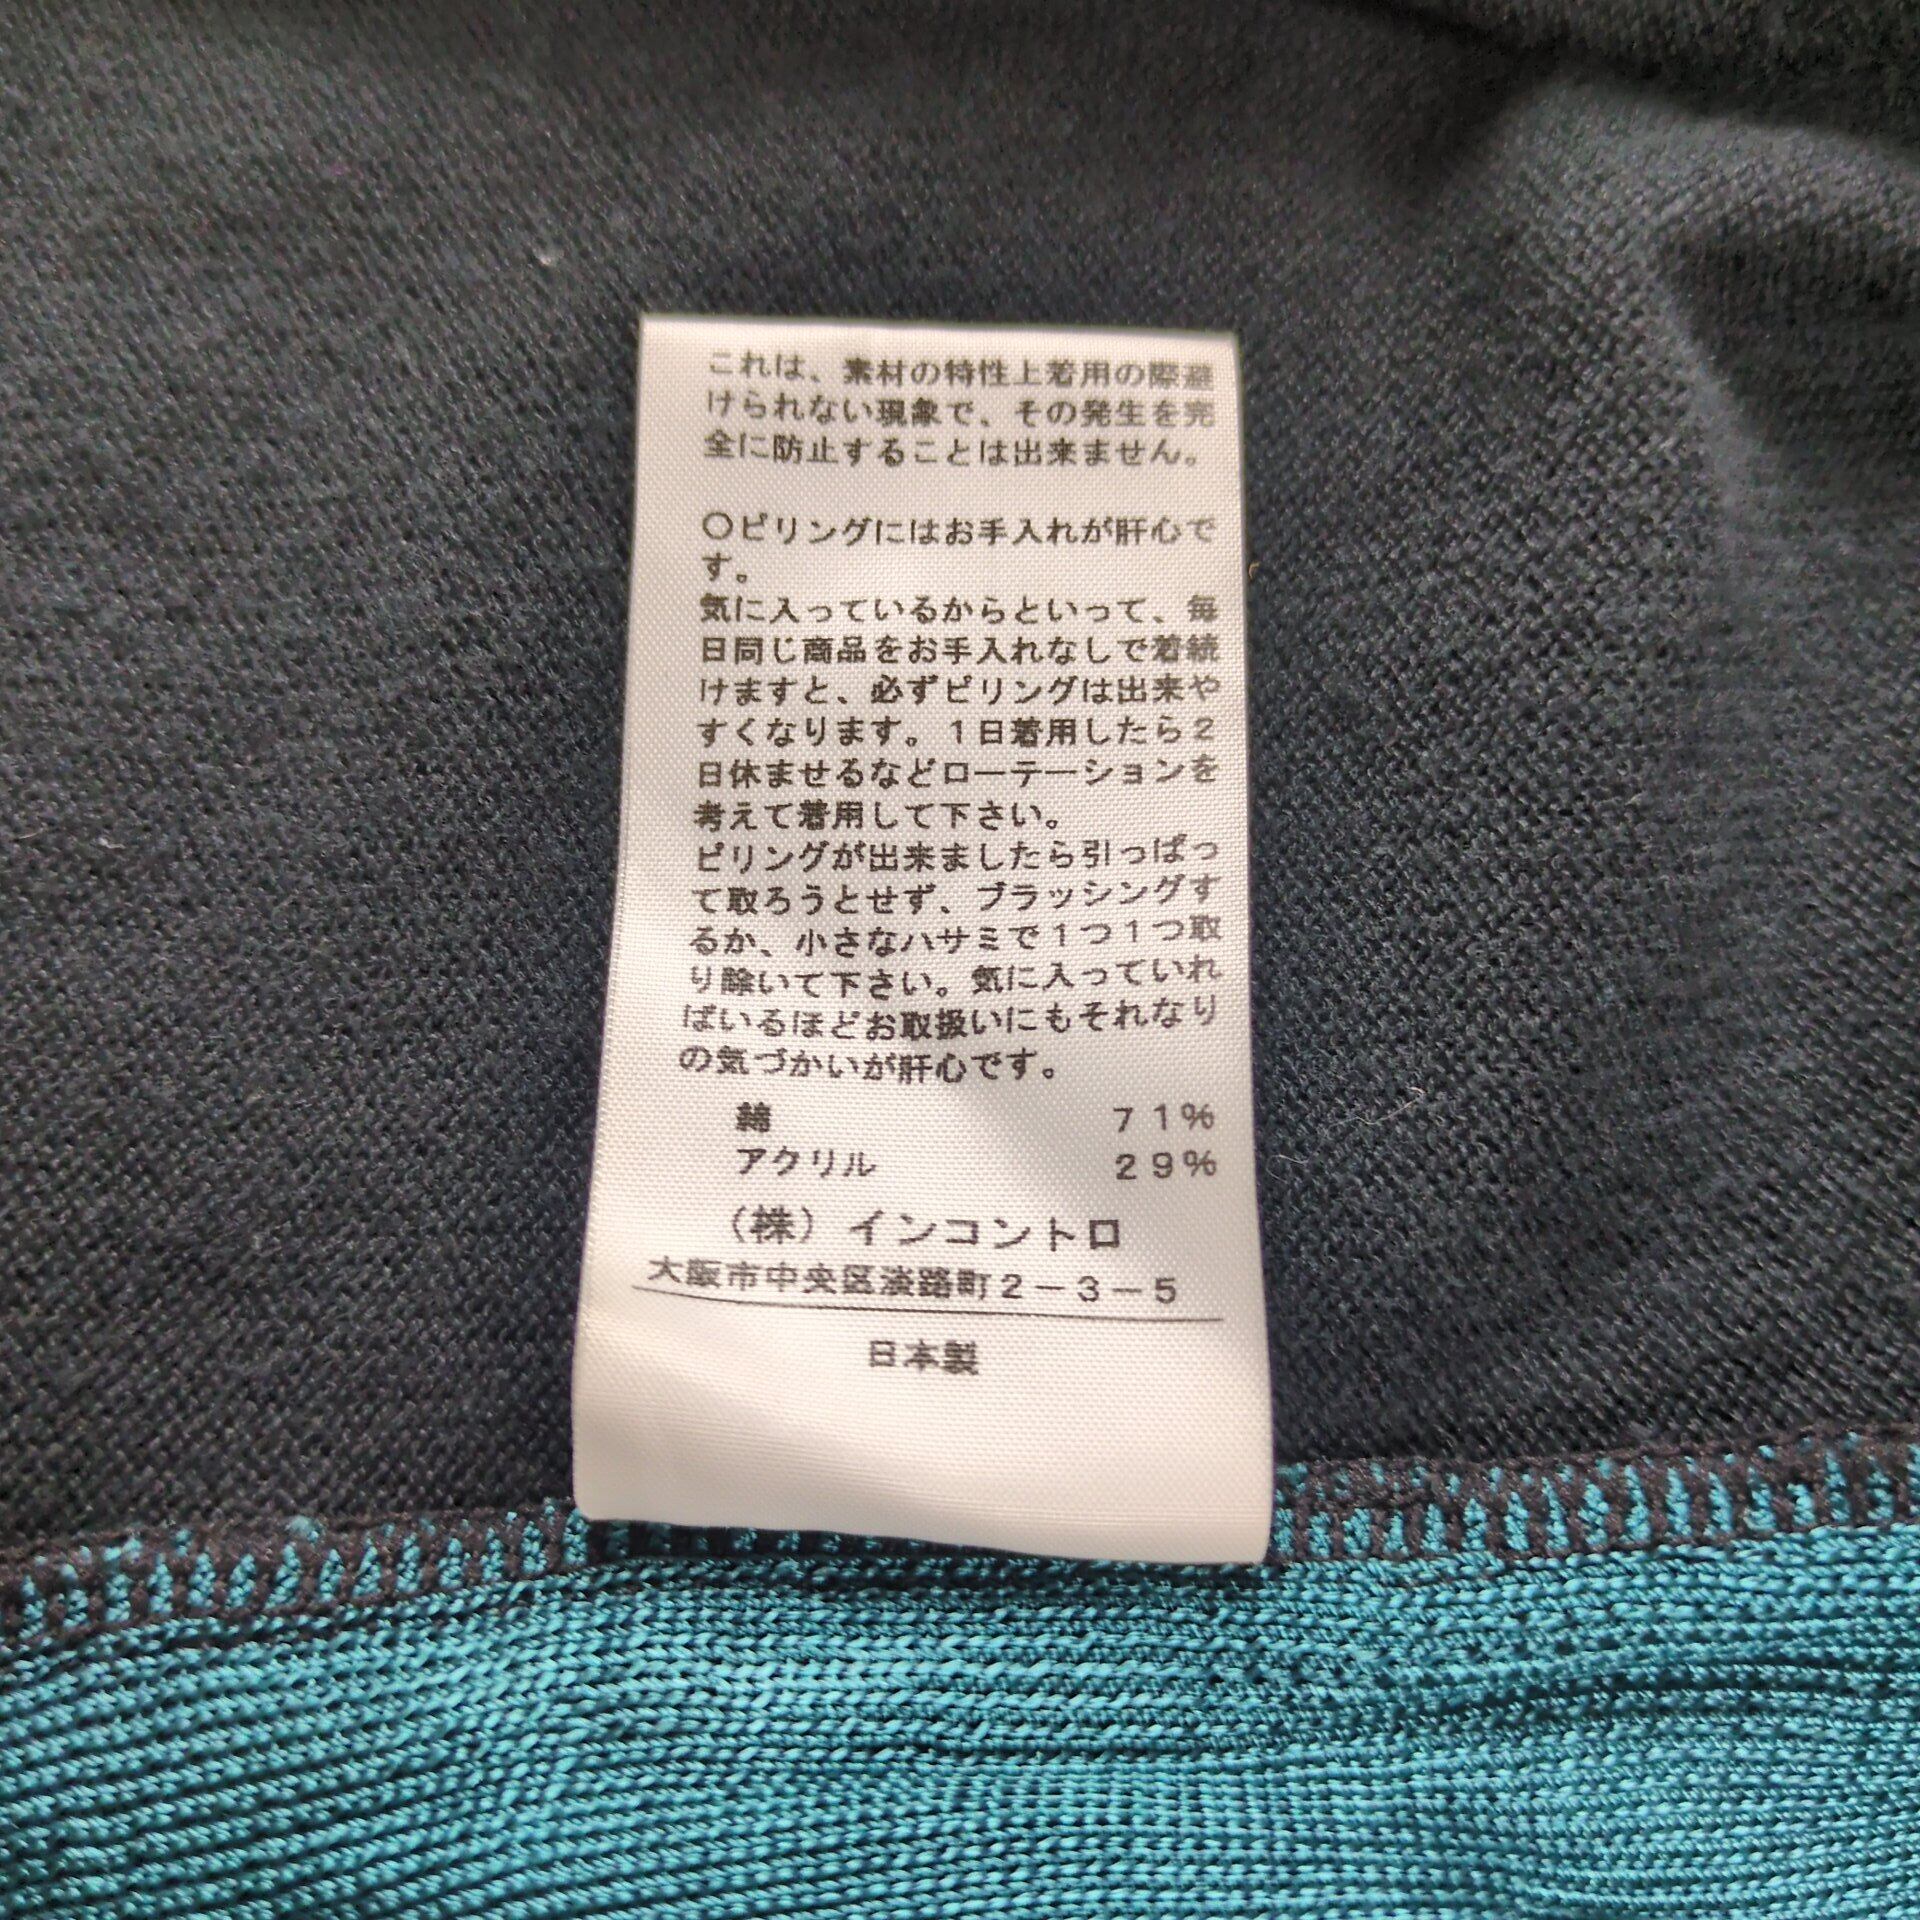 これは、素材の特性上着用の際避
けられない現象で、その発生を完
全に防止することは出来ません。
○ピリングにはお手入れが肝心で
す。
気に入っているからといって、毎
日同じ商品をお手入れなしで着続
けますと、必ずピリングは出来や
すくなります。１日着用したら２
日休ませるなどローテーションを
考えて着用して下さい。
ピリングが出来ましたら引っぱっ
て取ろうとせず、ブラッシングす
るか、小さなハサミで１つ１つ取
り除いて下さい。気に入っていれ
ばいるほどお取扱いにもそれなり
の気づかいが肝心です。
綿 ７１％
アクリル ２９％
（株）インコントロ
大阪市中央区淡路町２－３－５
日本製